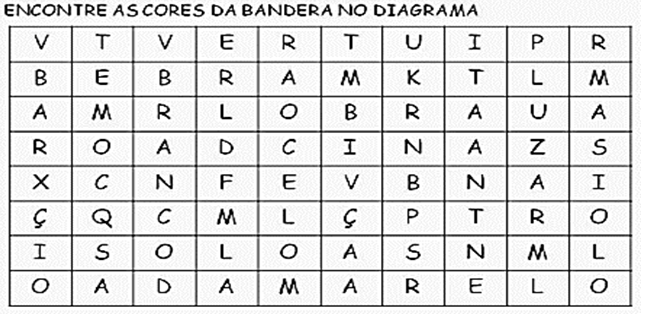 ENCONTRE AS CORES DA BANDERA NO DIAGRAMA
V T V E R T U I P R
B E B R A M K T L M
A M R L O B R A U A
R O A D C I N A Z S
X C N F E V B N A I
Ç Q C M L Ç P T R O
I S O L O A S N M L
O A D A M A R E L O